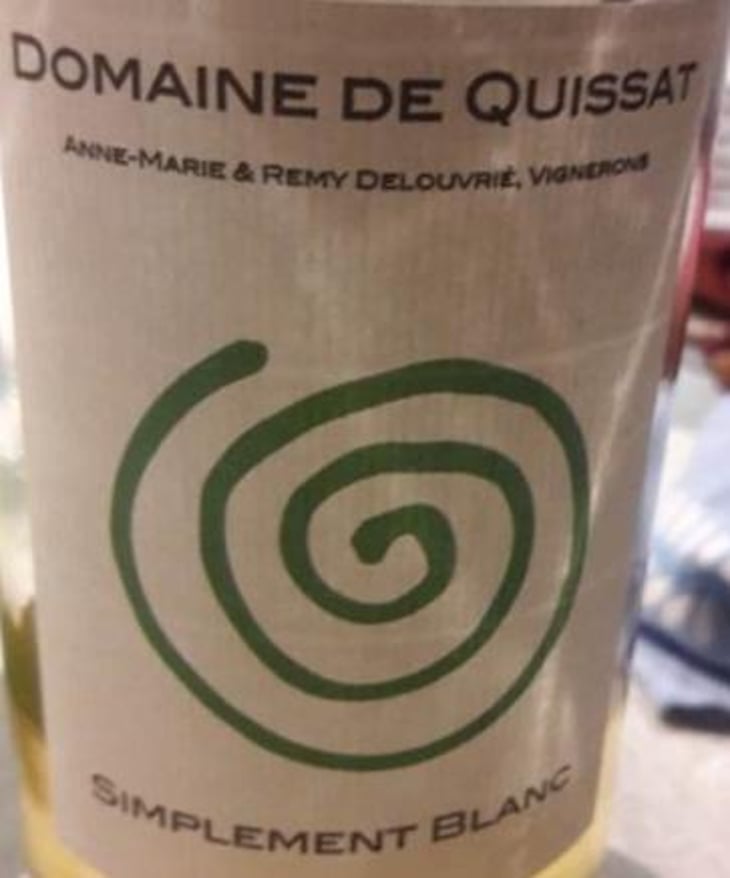 DOMAINE DE QUISSAT
ANNE-MARIE & REMY DELOUVRIÉ, VIGNERONS
SIMPLEMENT BLANC